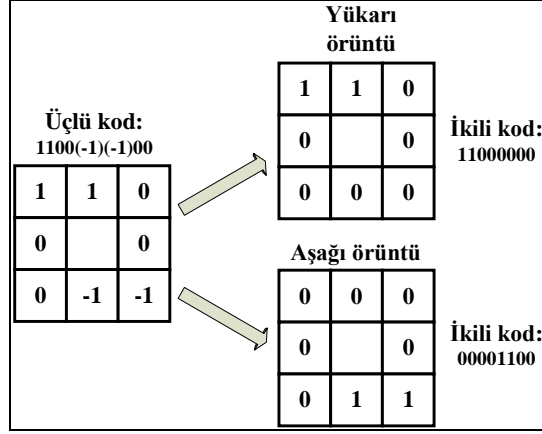 Üçlü kod:
1100(-1)(-1)00
1 1 0
0 0
0 -1 -1
Yükarı
örüntü
1 1 0
0 0
0 0 0
İkili kod:
11000000
Aşağı örüntü
0 0 0
0 0
0 1 1
İkili kod:
00001100